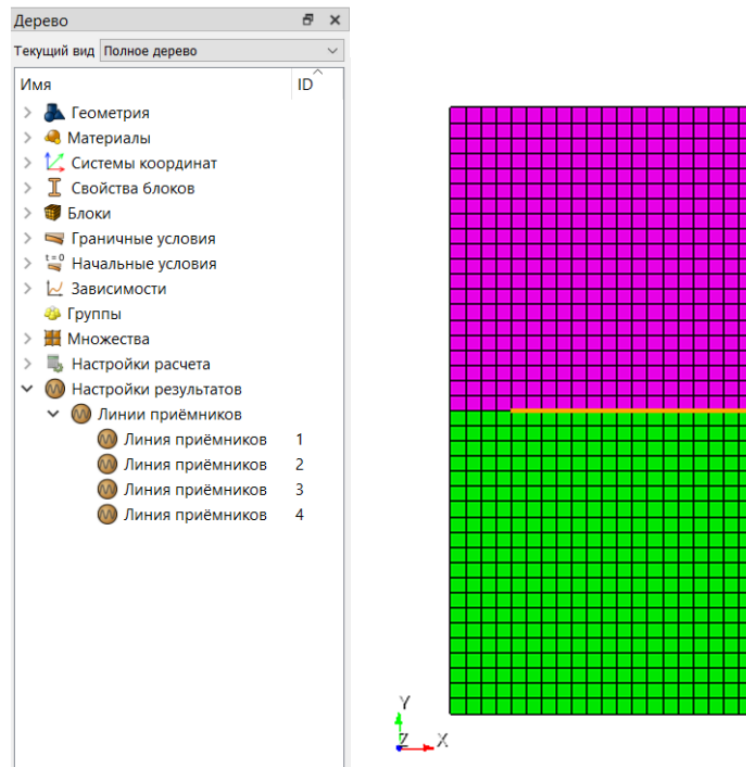 Дерево
Текущий вид Полное дерево
Имя ID
Геометрия
Материалы
Системы координат
Свойства блоков
Блоки
Граничные условия
t=0 Начальные условия
Зависимости
Группы
Множества
Настройки расчета
Настройки результатов
Линии приёмников
Линия приёмников 1
Линия приёмников 2
Линия приёмников 3
Линия приёмников 4
Y
Z X